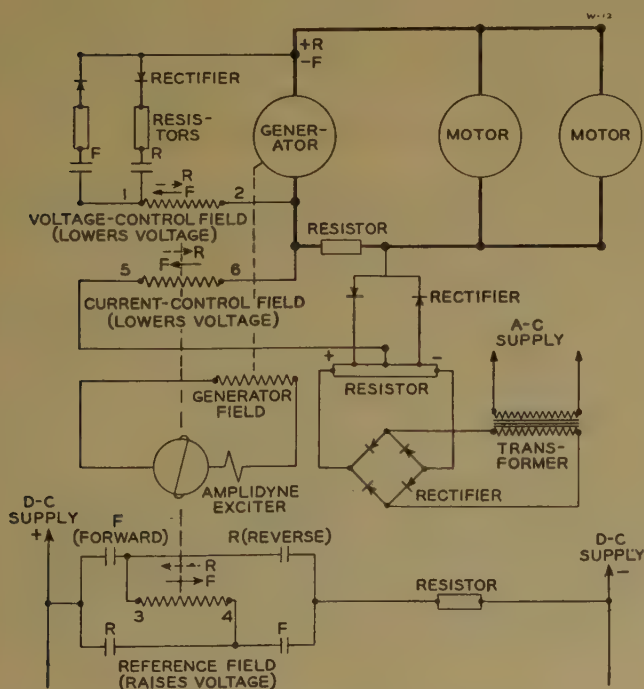 W-12
+R
-F
RECTIFIER
RESIS-
TORS
F
R
GENER-
ATOR
MOTOR
MOTOR
1
R
F
2
VOLTAGE-CONTROL FIELD
(LOWERS VOLTAGE)
RESISTOR
R
F
5
6
CURRENT-CONTROL FIELD
(LOWERS VOLTAGE)
RECTIFIER
A-C
SUPPLY
+
-
RESISTOR
GENERATOR
FIELD
TRANS-
FORMER
AMPLIDYNE
EXCITER
RECTIFIER
D-C
SUPPLY
+
F
(FORWARD)
R(REVERSE)
D-C
SUPPLY
-
R
F
3
4
RESISTOR
R
F
REFERENCE FIELD
(RAISES VOLTAGE)